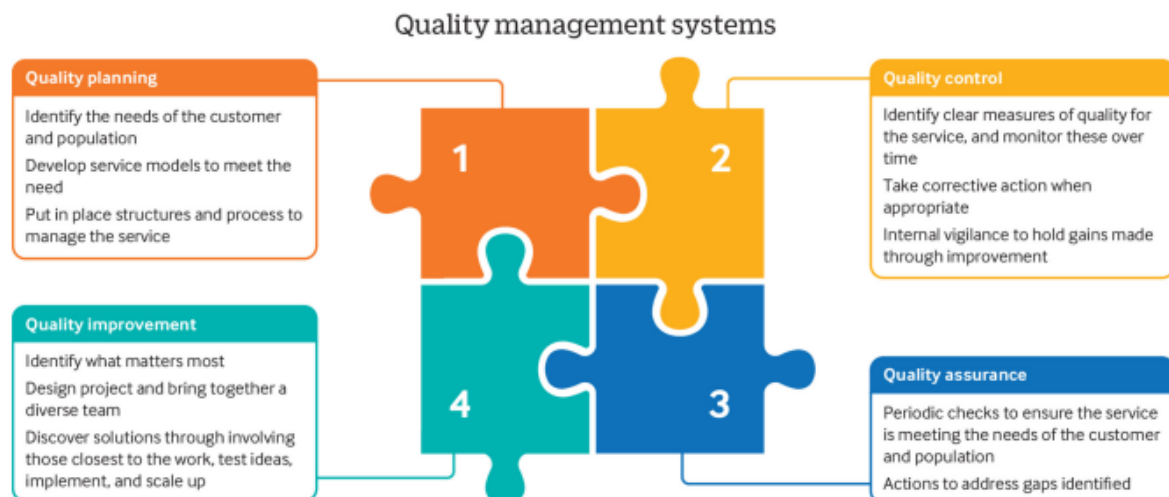 Quality management systems
Quality planning
Identify the needs of the customer
and population
Develop service models to meet the
need
Put in place structures and process to
manage the service
1
2
Quality control
Identify clear measures of quality for
the service, and monitor these over
time
Take corrective action when
appropriate
Internal vigilance to hold gains made
through improvement
Quality improvement
Identify what matters most
Design project and bring together a
diverse team
Discover solutions through involving
those closest to the work, test ideas,
implement, and scale up
4
3
Quality assurance
Periodic checks to ensure the service
is meeting the needs of the customer
and population
Actions to address gaps identified